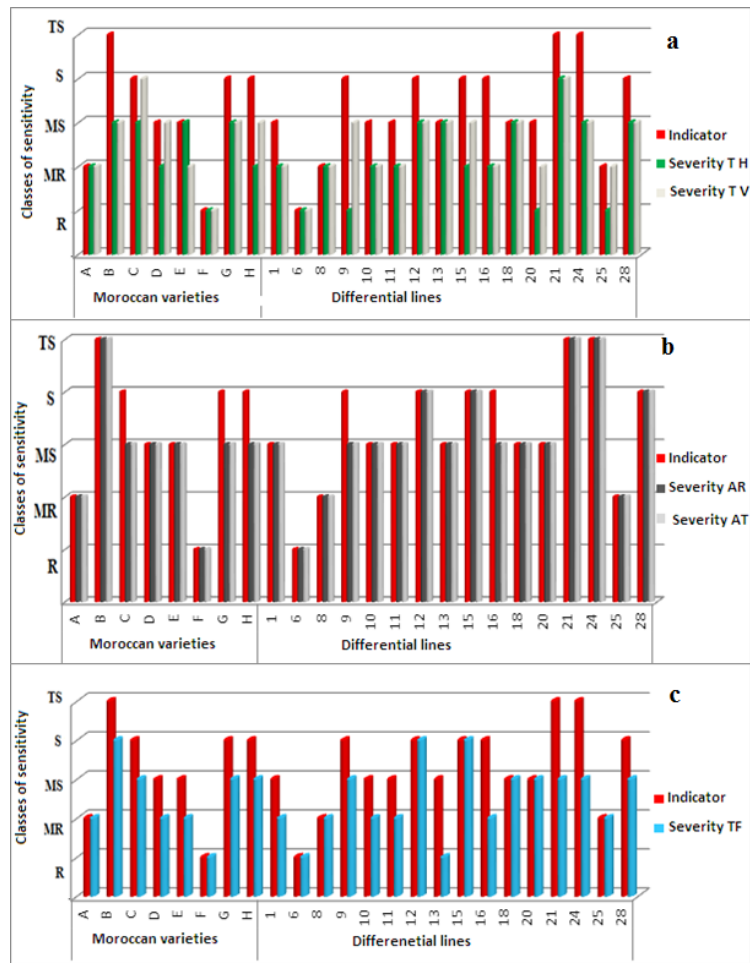 a
TS
S
MS
MR
R
Classes of sensitivity
Indicator
Severity T H
Severity T V
A B C D E F G H 1 6 8 9 10 11 12 13 15 16 18 20 21 24 25 28
Moroccan varieties Differential lines
b
TS
S
MS
MR
R
Classes of sensitivity
Indicator
Severity AR
Severity AT
A B C D E F G H 1 6 8 9 10 11 12 13 15 16 18 20 21 24 25 28
Moroccan varieties Differential lines
c
TS
S
MS
MR
R
Classes of sensitivity
Indicator
Severity TF
A B C D E F G H 1 6 8 9 10 11 12 13 15 16 18 20 21 24 25 28
Moroccan varieties Differenetial lines